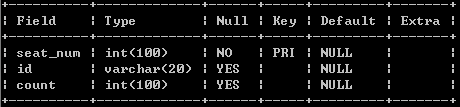 Field | Type | Null | Key | Default | Extra
seat_num | int(100) | NO | PRI | NULL |
id | varchar(20) | YES | | NULL |
count | int(100) | YES | | NULL |